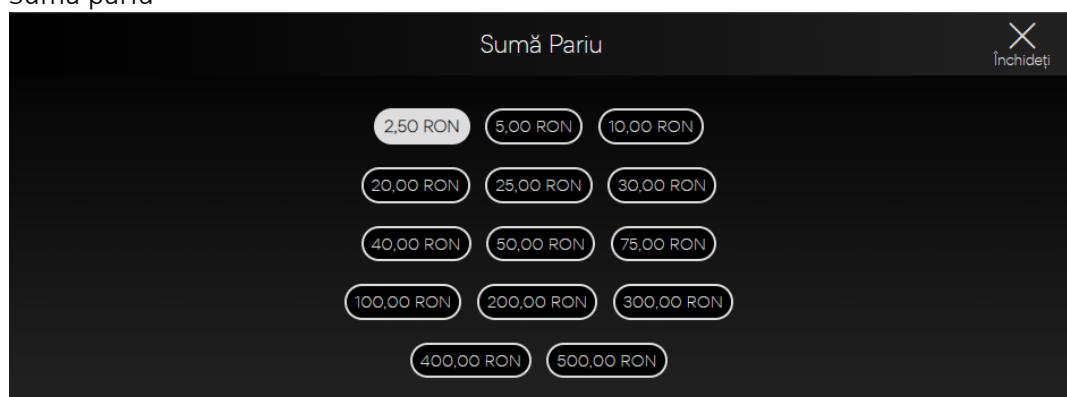 Sumă pariu
Sumă Pariu
Închideți
2,50 RON 5,00 RON 10,00 RON
20,00 RON 25,00 RON 30,00 RON
40,00 RON 50,00 RON 75,00 RON
100,00 RON 200,00 RON 300,00 RON
400,00 RON 500,00 RON